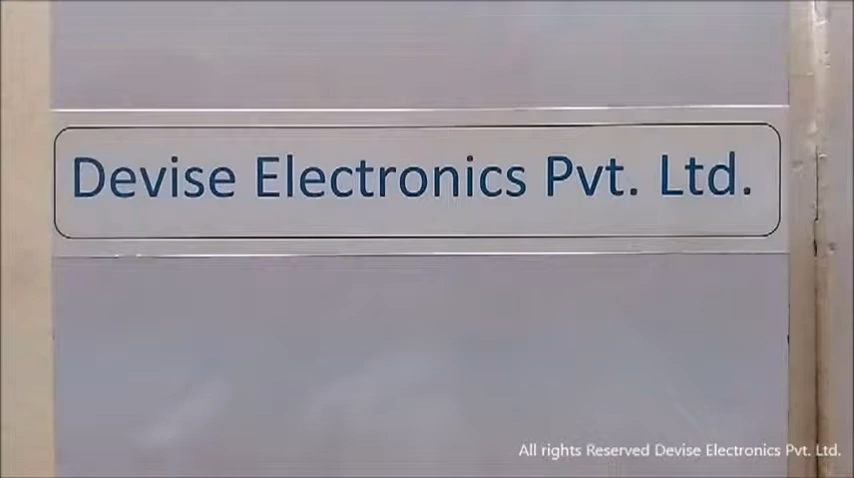 Devise Electronics Pvt. Ltd.
All rights Reserved Devise Electronics Pvt. Ltd.